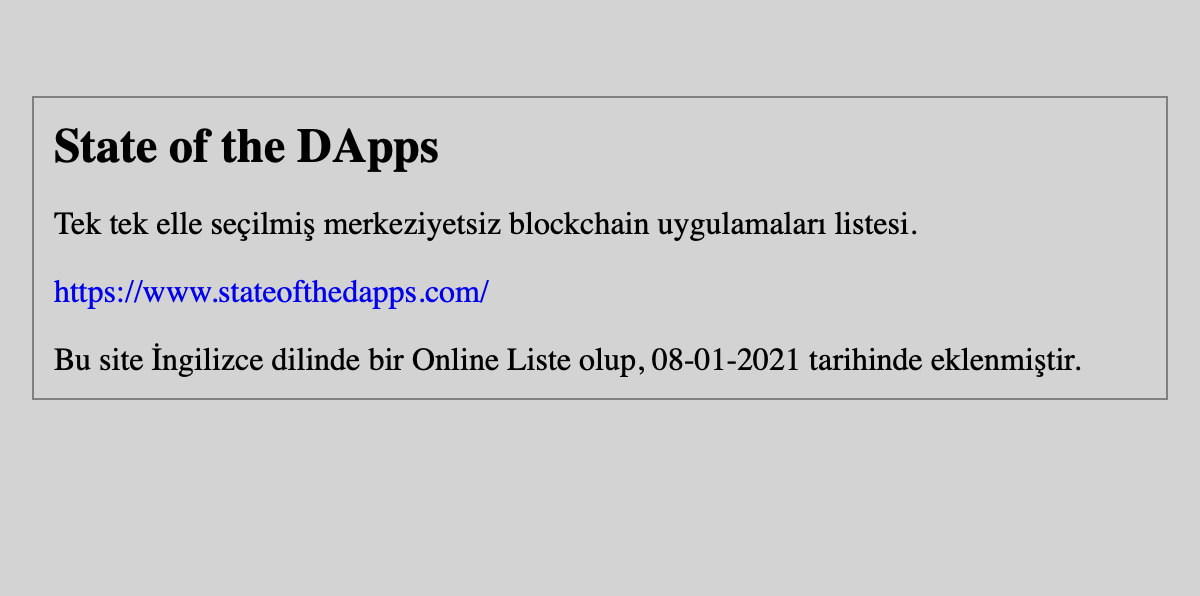 State of the DApps
Tek tek elle seçilmiş merkeziyetsiz blockchain uygulamaları listesi.
https://www.stateofthedapps.com/
Bu site İngilizce dilinde bir Online Liste olup, 08-01-2021 tarihinde eklenmiştir.